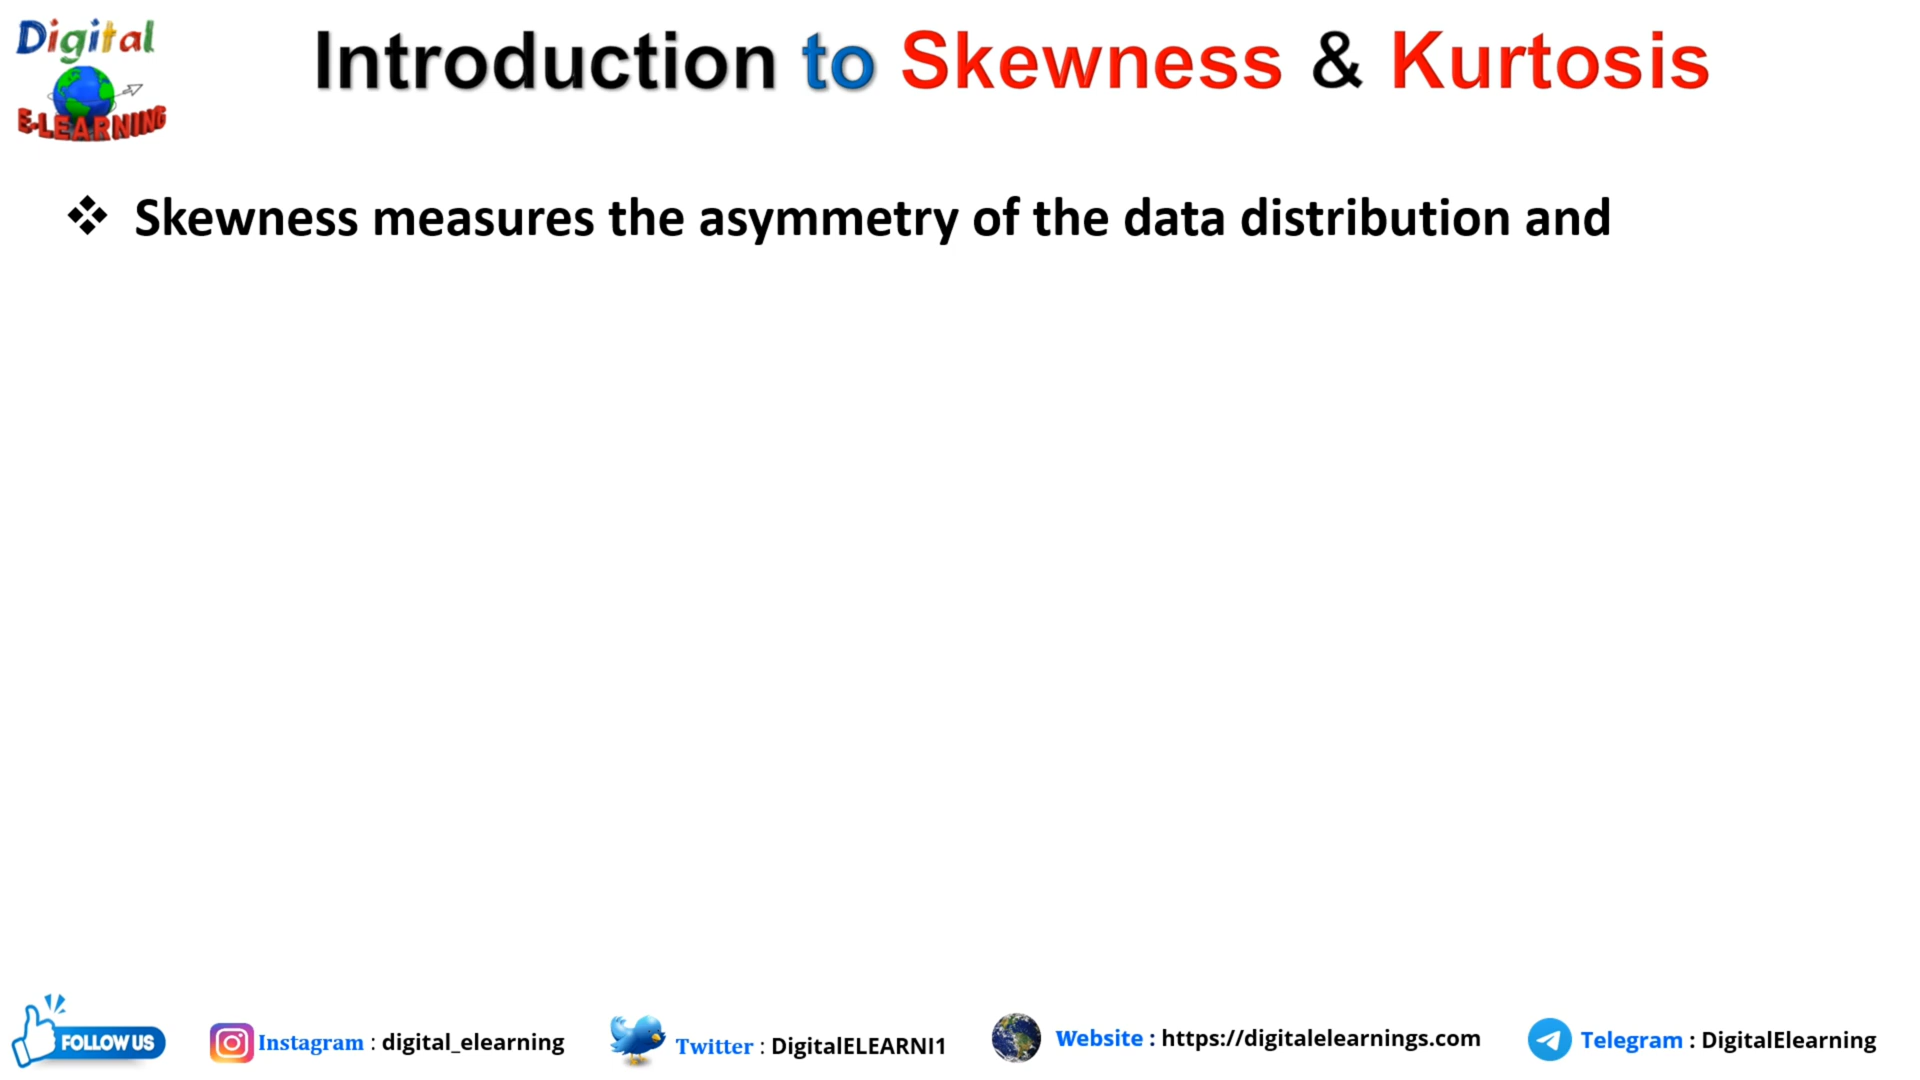 Digital
E-LEARNING
Introduction to Skewness & Kurtosis
❖ Skewness measures the asymmetry of the data distribution and
FOLLOW US
Instagram : digital_elearning
Twitter : DigitalELEARNI1
Website : https://digitalelearnings.com
Telegram : DigitalElearning